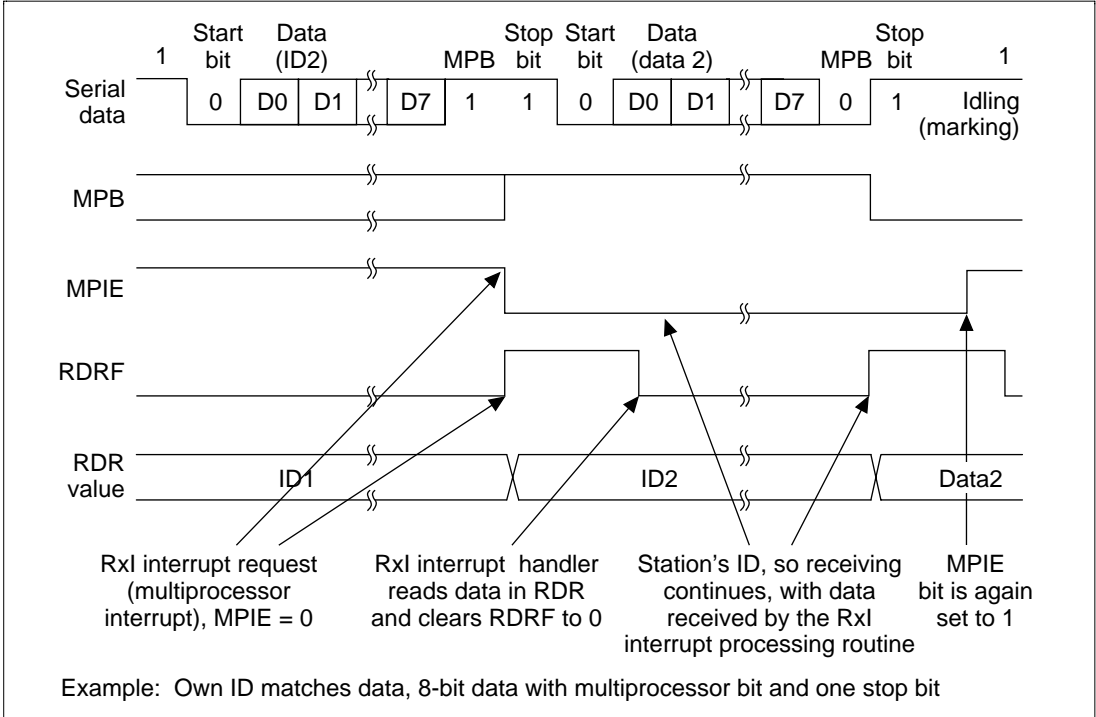 1 Start bit Data (ID2) MPB Stop bit Start bit Data (data 2) MPB Stop bit 1
Serial data 0 D0 D1 D7 1 1 0 D0 D1 D7 0 1 Idling (marking)
MPB
MPIE
RDRF
RDR value ID1 ID2 Data2
RxI interrupt request
(multiprocessor
interrupt), MPIE = 0
RxI interrupt handler
reads data in RDR
and clears RDRF to 0
Station's ID, so receiving
continues, with data
received by the RxI
interrupt processing routine
MPIE
bit is again
set to 1
Example: Own ID matches data, 8-bit data with multiprocessor bit and one stop bit